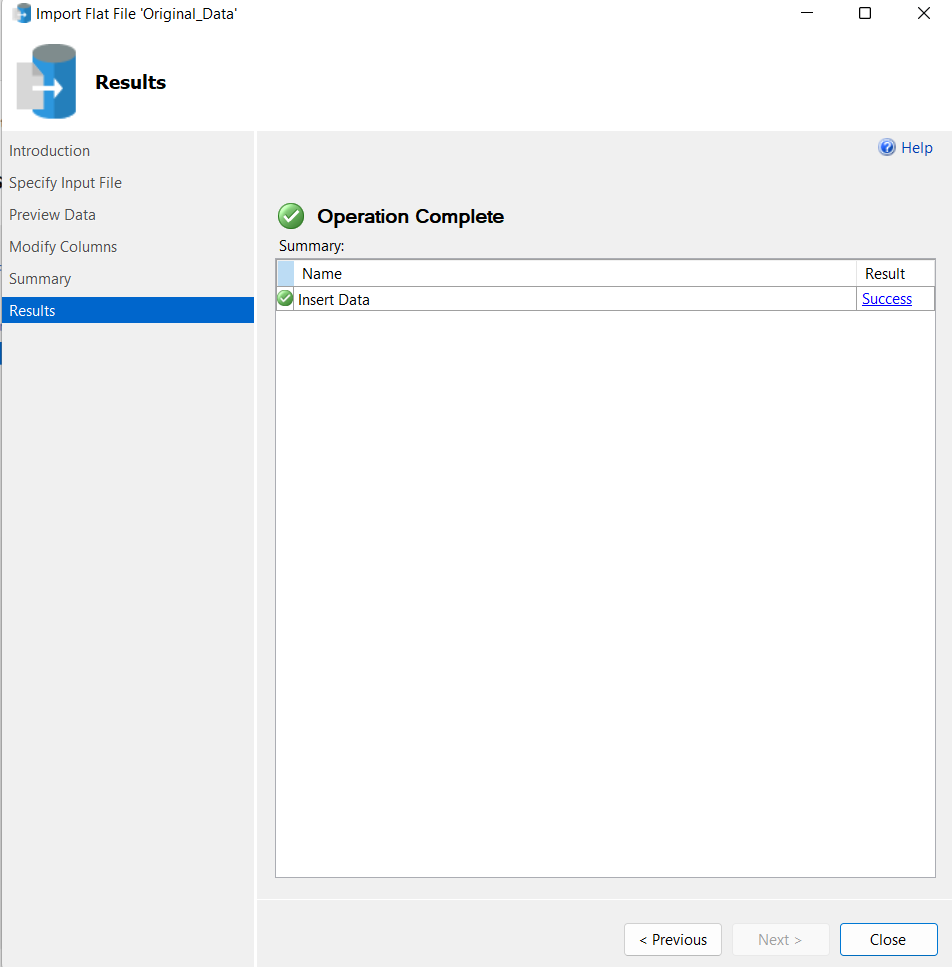 Import Flat File 'Original_Data'
Results
Introduction
Specify Input File
Preview Data
Modify Columns
Summary
Results
Help
Operation Complete
Summary:
Name Result
Insert Data Success
< Previous Next > Close